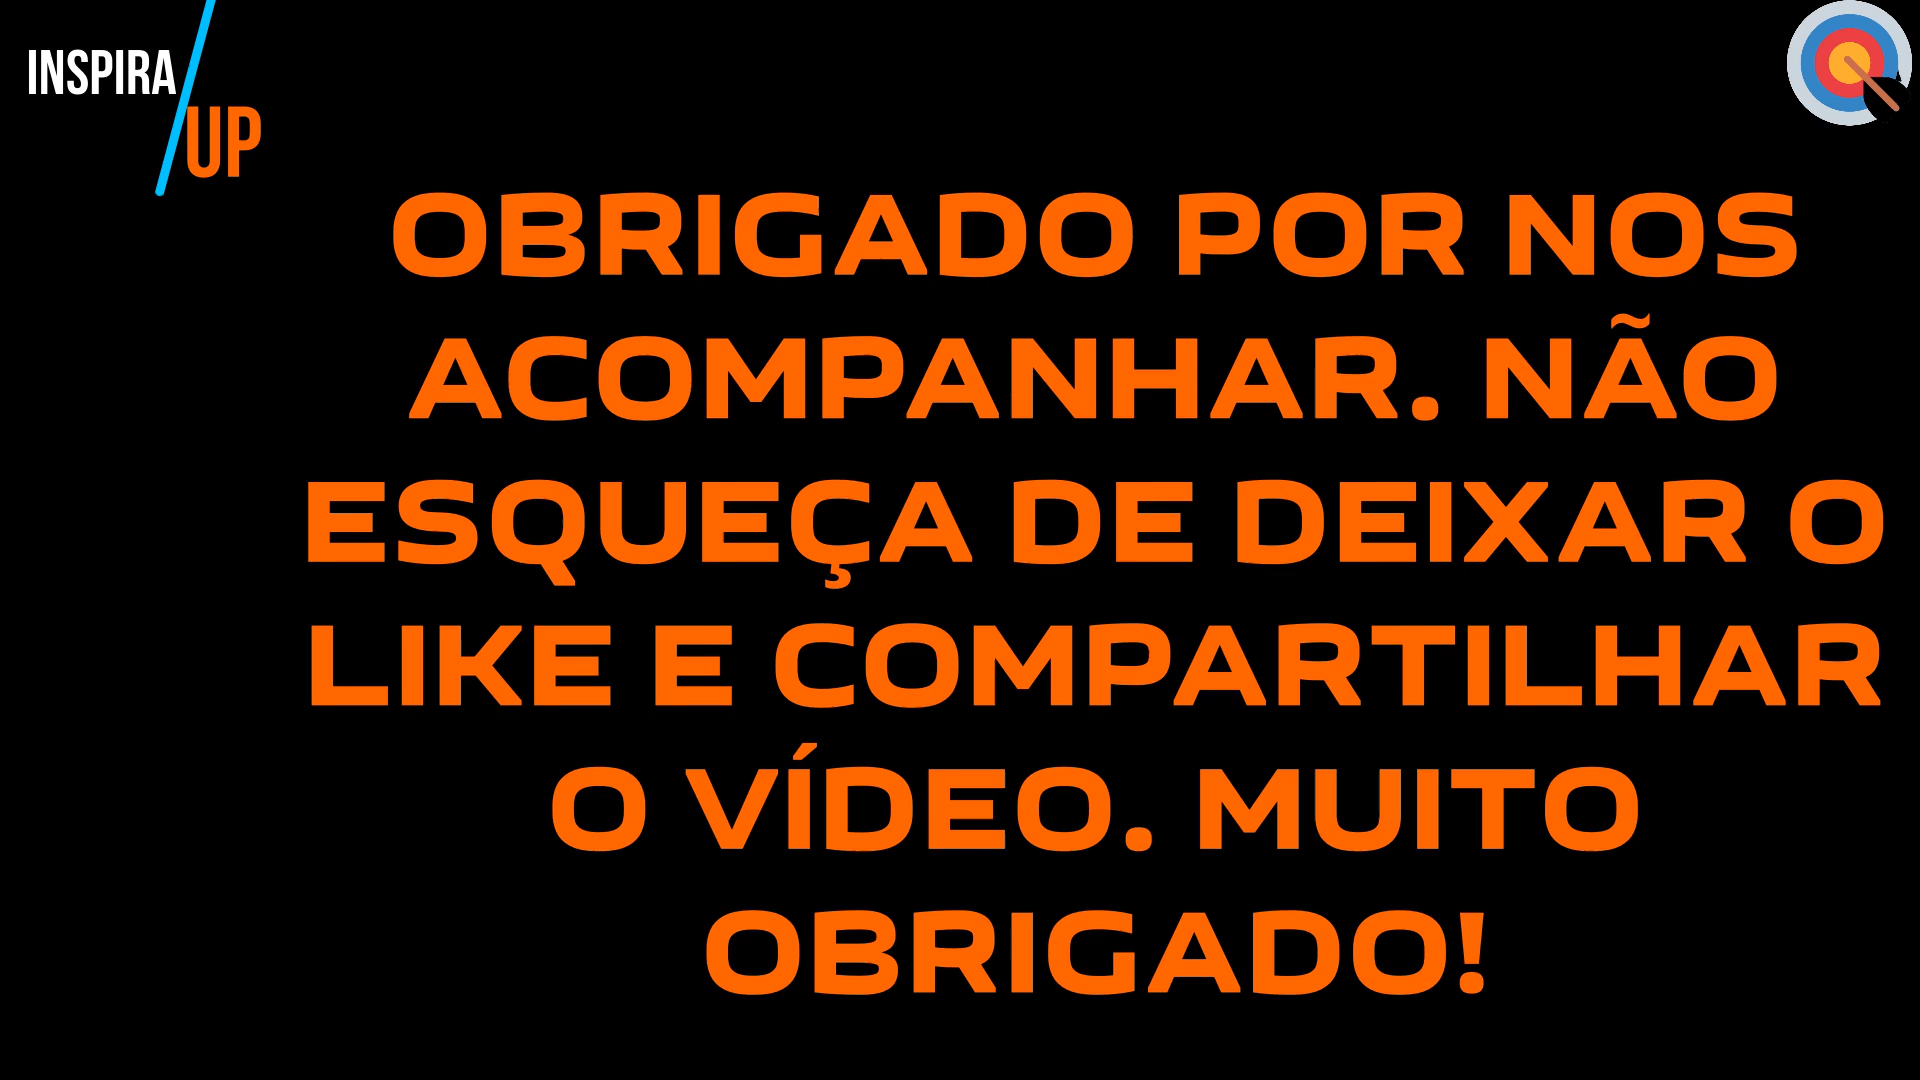 INSPIRA
UP
OBRIGADO POR NOS
ACOMPANHAR. NÃO
ESQUEÇA DE DEIXAR O
LIKE E COMPARTILHAR
O VÍDEO. MUITO
OBRIGADO!